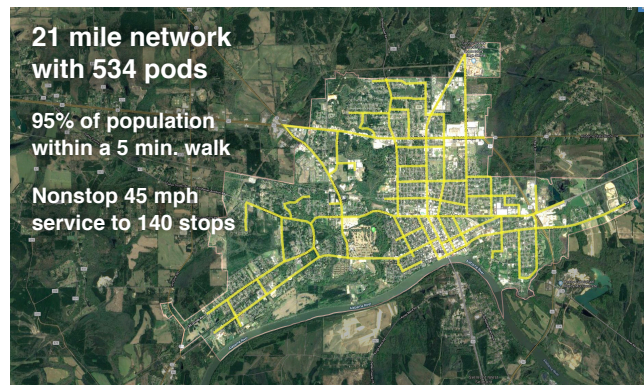 21 mile network
with 534 pods
95% of population
within a 5 min. walk
Nonstop 45 mph
service to 140 stops